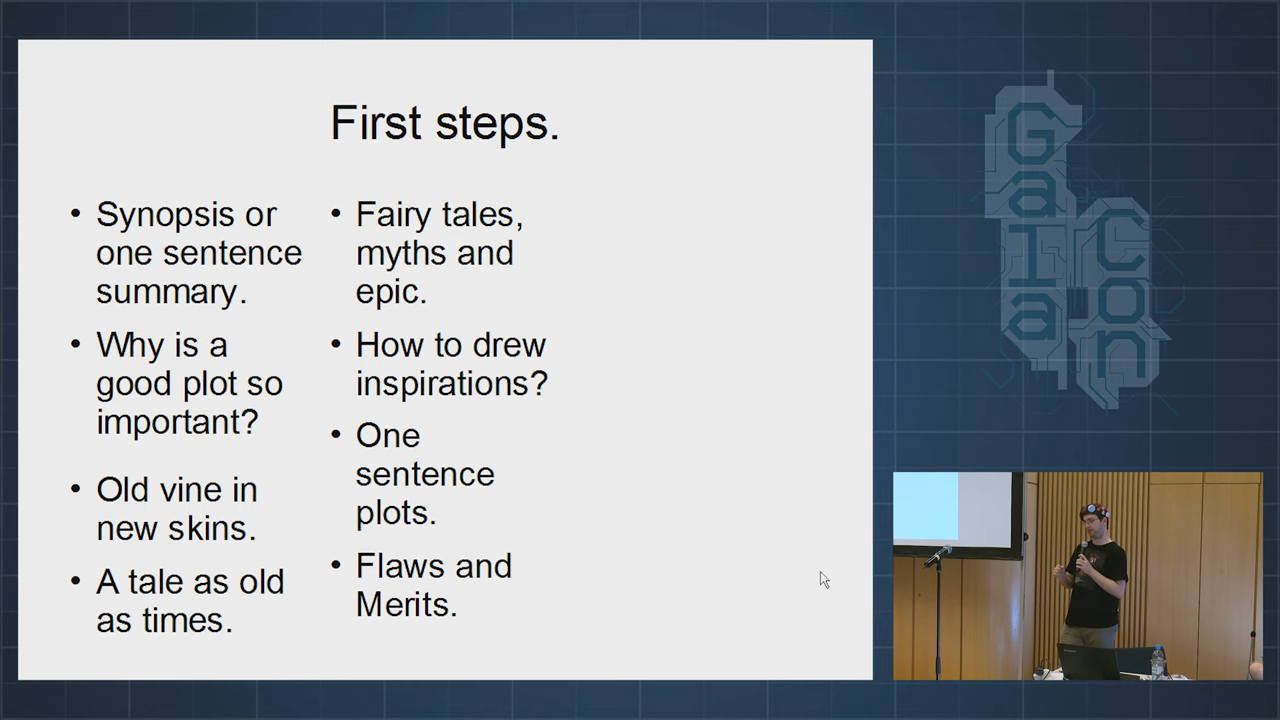 First steps.
• Synopsis or
one sentence
summary.
• Why is a
good plot so
important?
• Old vine in
new skins.
• A tale as old
as times.
• Fairy tales,
myths and
epic.
• How to drew
inspirations?
• One
sentence
plots.
• Flaws and
Merits.
Gala
Con